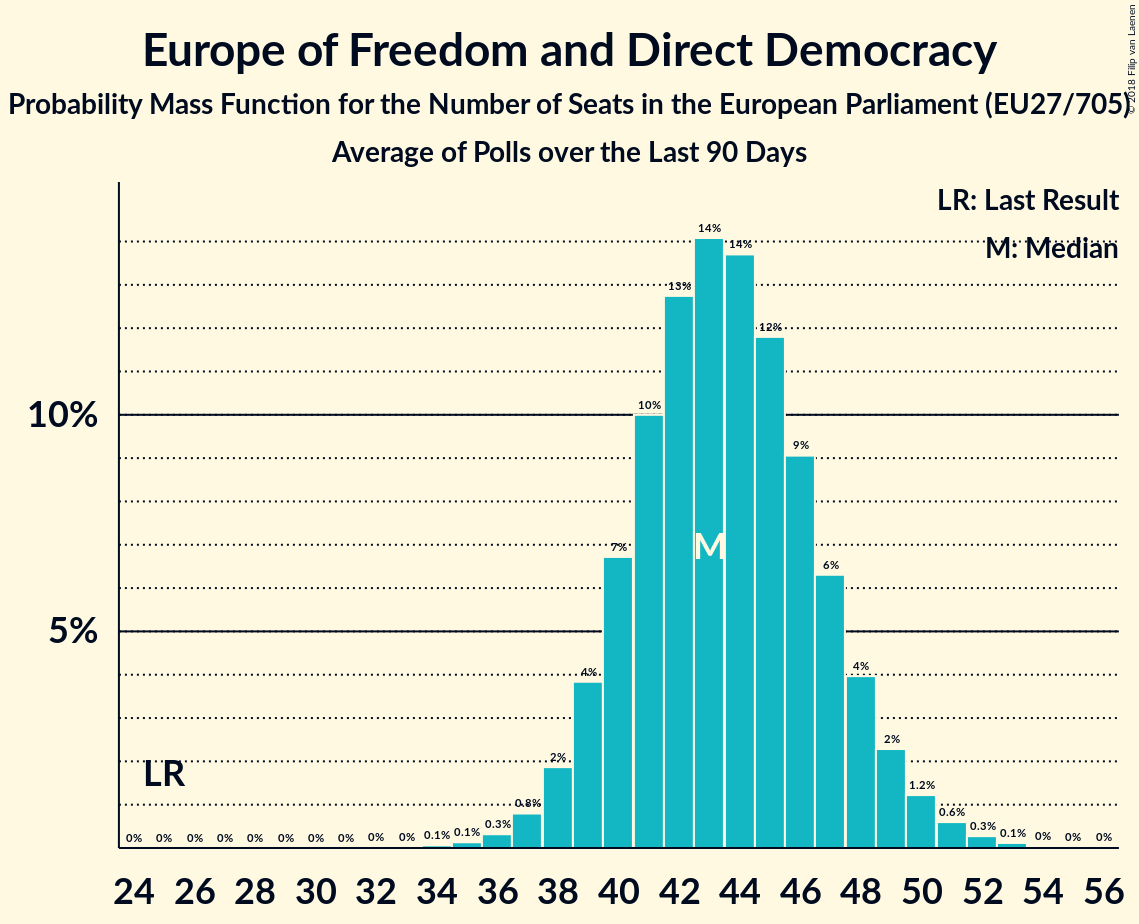 Europe of Freedom and Direct Democracy
Probability Mass Function for the Number of Seats in the European Parliament (EU27/705)
Average of Polls over the Last 90 Days
© 2018 Filip van Laenen
LR: Last Result
M: Median
10%
5%
LR
M
0% 0% 0% 0% 0% 0% 0% 0% 0% 0% 0.1% 0.1% 0.3% 0.8% 2% 4% 7% 10% 13% 14% 14% 12% 9% 6% 4% 2% 1.2% 0.6% 0.3% 0.1% 0% 0% 0%
24 26 28 30 32 34 36 38 40 42 44 46 48 50 52 54 56